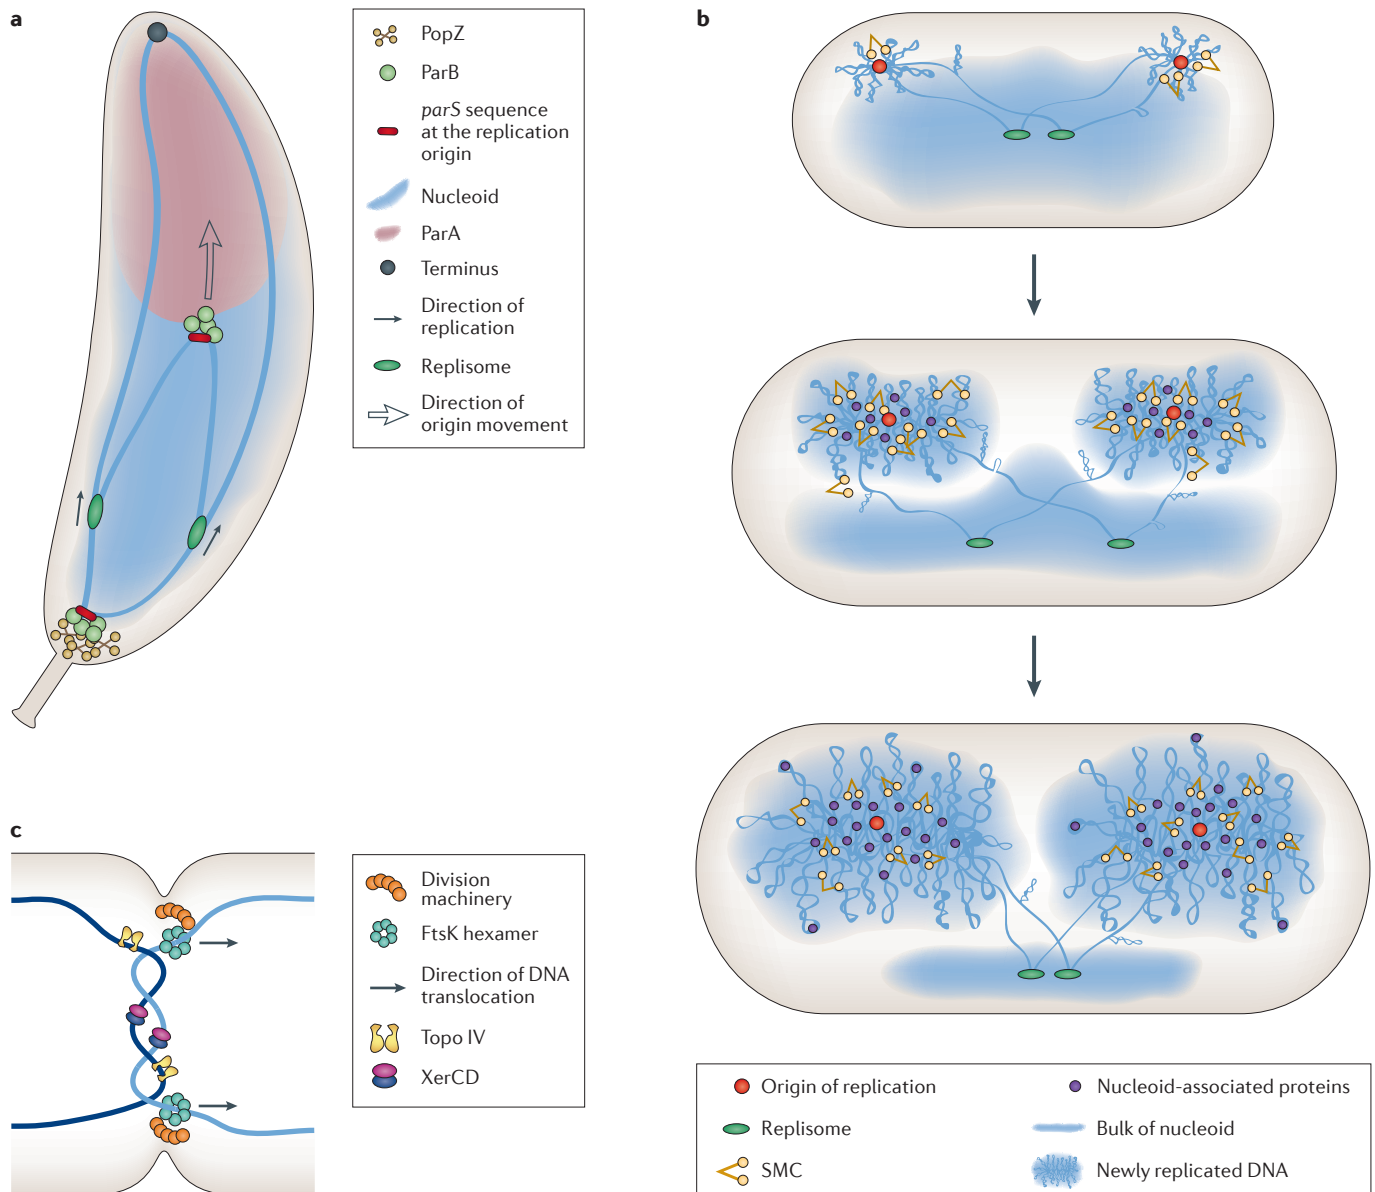 a
PopZ
ParB
parS sequence
at the replication
origin
Nucleoid
ParA
Terminus
Direction of
replication
Replisome
Direction of
origin movement
b
Origin of replication
Replisome
SMC
Nucleoid-associated proteins
Bulk of nucleoid
Newly replicated DNA
c
Division
machinery
FtsK hexamer
Direction of DNA
translocation
Topo IV
XerCD